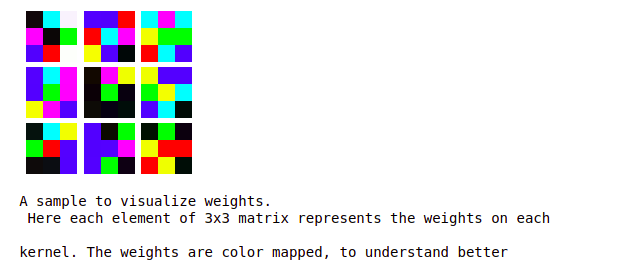 A sample to visualize weights.
Here each element of 3x3 matrix represents the weights on each
kernel. The weights are color mapped, to understand better